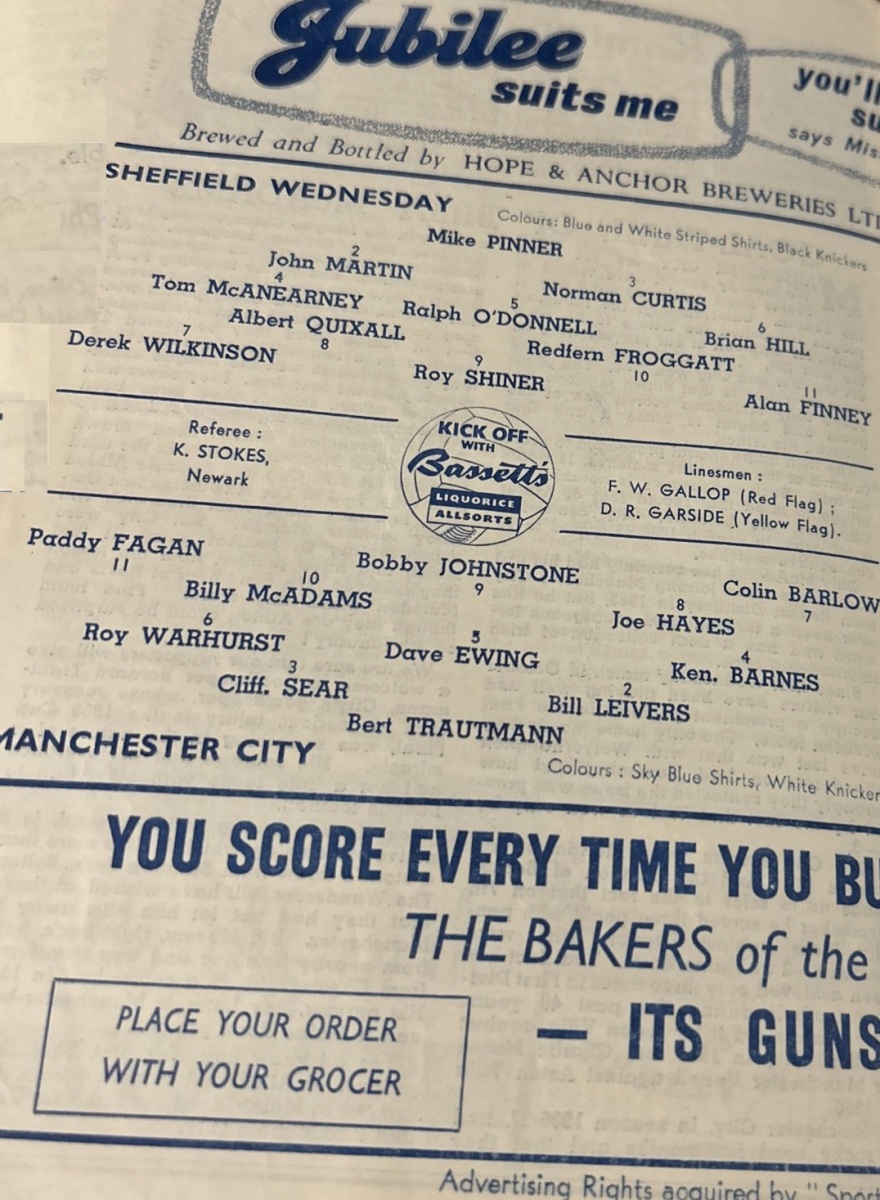 Jubilee
suits me
you'll
su
says Mis
Brewed and Bottled by HOPE & ANCHOR BREWERIES LT
SHEFFIELD WEDNESDAY
Colours: Blue and White Striped Shirts, Black Knickers
Mike PINNER
2 3
John MARTIN Norman CURTIS
4 5 6
Tom McANEARNEY Ralph O'DONNELL Brian HILL
Albert QUIXALL Redfern FROGGATT
8 10
7 9 11
Derek WILKINSON Roy SHINER Alan FINNEY
Referee :
K. STOKES,
Newark
KICK OFF
WITH
Bassett's
LIQUORICE
ALLSORTS
Linesmen :
F. W. GALLOP (Red Flag) ;
D. R. GARSIDE (Yellow Flag).
Paddy FAGAN Bobby JOHNSTONE Colin BARLOW
11 9 7
10 8
Billy McADAMS Joe HAYES
6 5 4
Roy WARHURST Dave EWING Ken. BARNES
3 2
Cliff. SEAR Bill LEIVERS
Bert TRAUTMANN
MANCHESTER CITY
Colours : Sky Blue Shirts, White Knicker
YOU SCORE EVERY TIME YOU BU
THE BAKERS of the
— ITS GUNS
PLACE YOUR ORDER
WITH YOUR GROCER
Advertising Rights acquired by " Spor